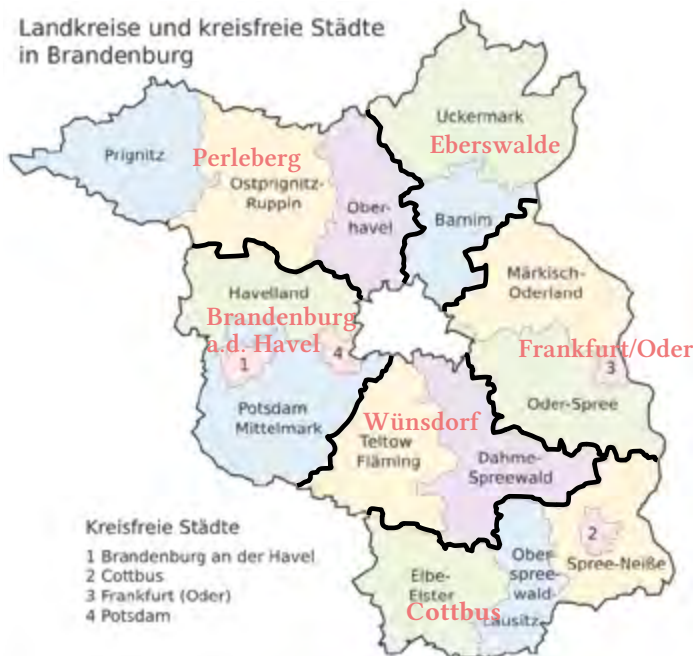 Landkreise und kreisfreie Städte
in Brandenburg
Uckermark
Eberswalde
Prignitz
Perleberg
Ostprignitz-
Ruppin
Ober-
havel
Barnim
Märkisch-
Oderland
Havelland
Brandenburg
a.d. Havel
4
1
Frankfurt/Oder
3
Oder-Spree
Potsdam
Mittelmark
Wünsdorf
Teltow
Fläming
Dahme-
Spreewald
Kreisfreie Städte
1 Brandenburg an der Havel
2 Cottbus
3 Frankfurt (Oder)
4 Potsdam
2
Spree-Neiße
Ober
spree-
wald-
Lausitz
Elbe-
Elster
Cottbus